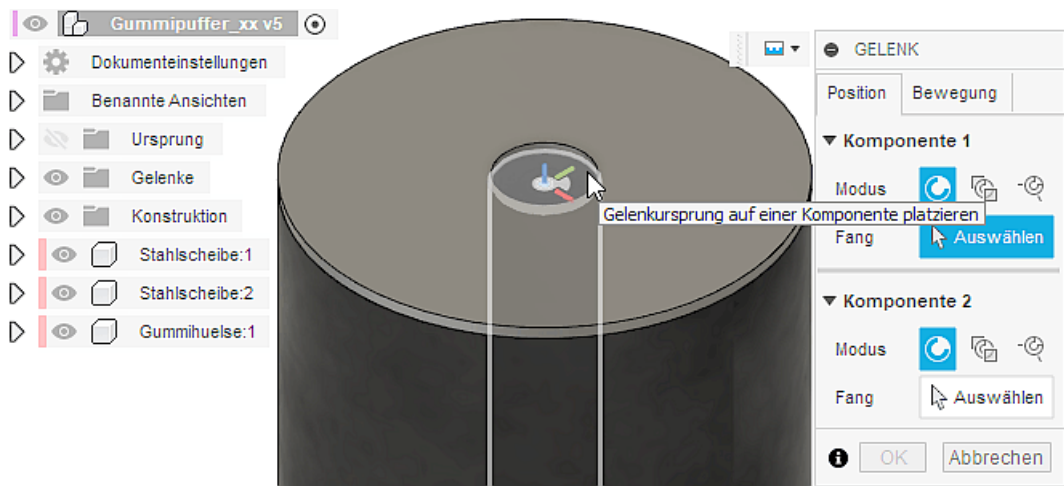 Gummipuffer_xx v5
Dokumenteinstellungen
Benannte Ansichten
Ursprung
Gelenke
Konstruktion
Stahlscheibe:1
Stahlscheibe:2
Gummihuelse:1
Gelenkursprung auf einer Komponente platzieren
GELENK
Position Bewegung
Komponente 1
Modus
Fang Auswählen
Komponente 2
Modus
Fang Auswählen
OK Abbrechen